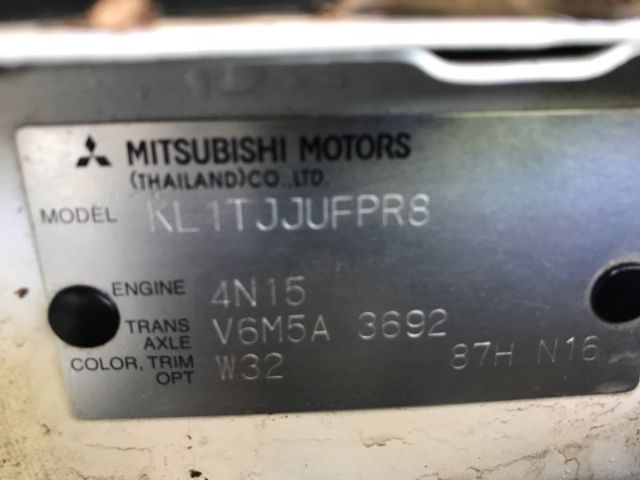 MITSUBISHI MOTORS
(THAILAND)CO.,LTD.
MODEL KL1TJJUFPR8
ENGINE 4N15
TRANS AXLE V6M5A 3692
COLOR, TRIM OPT W32 87H N16